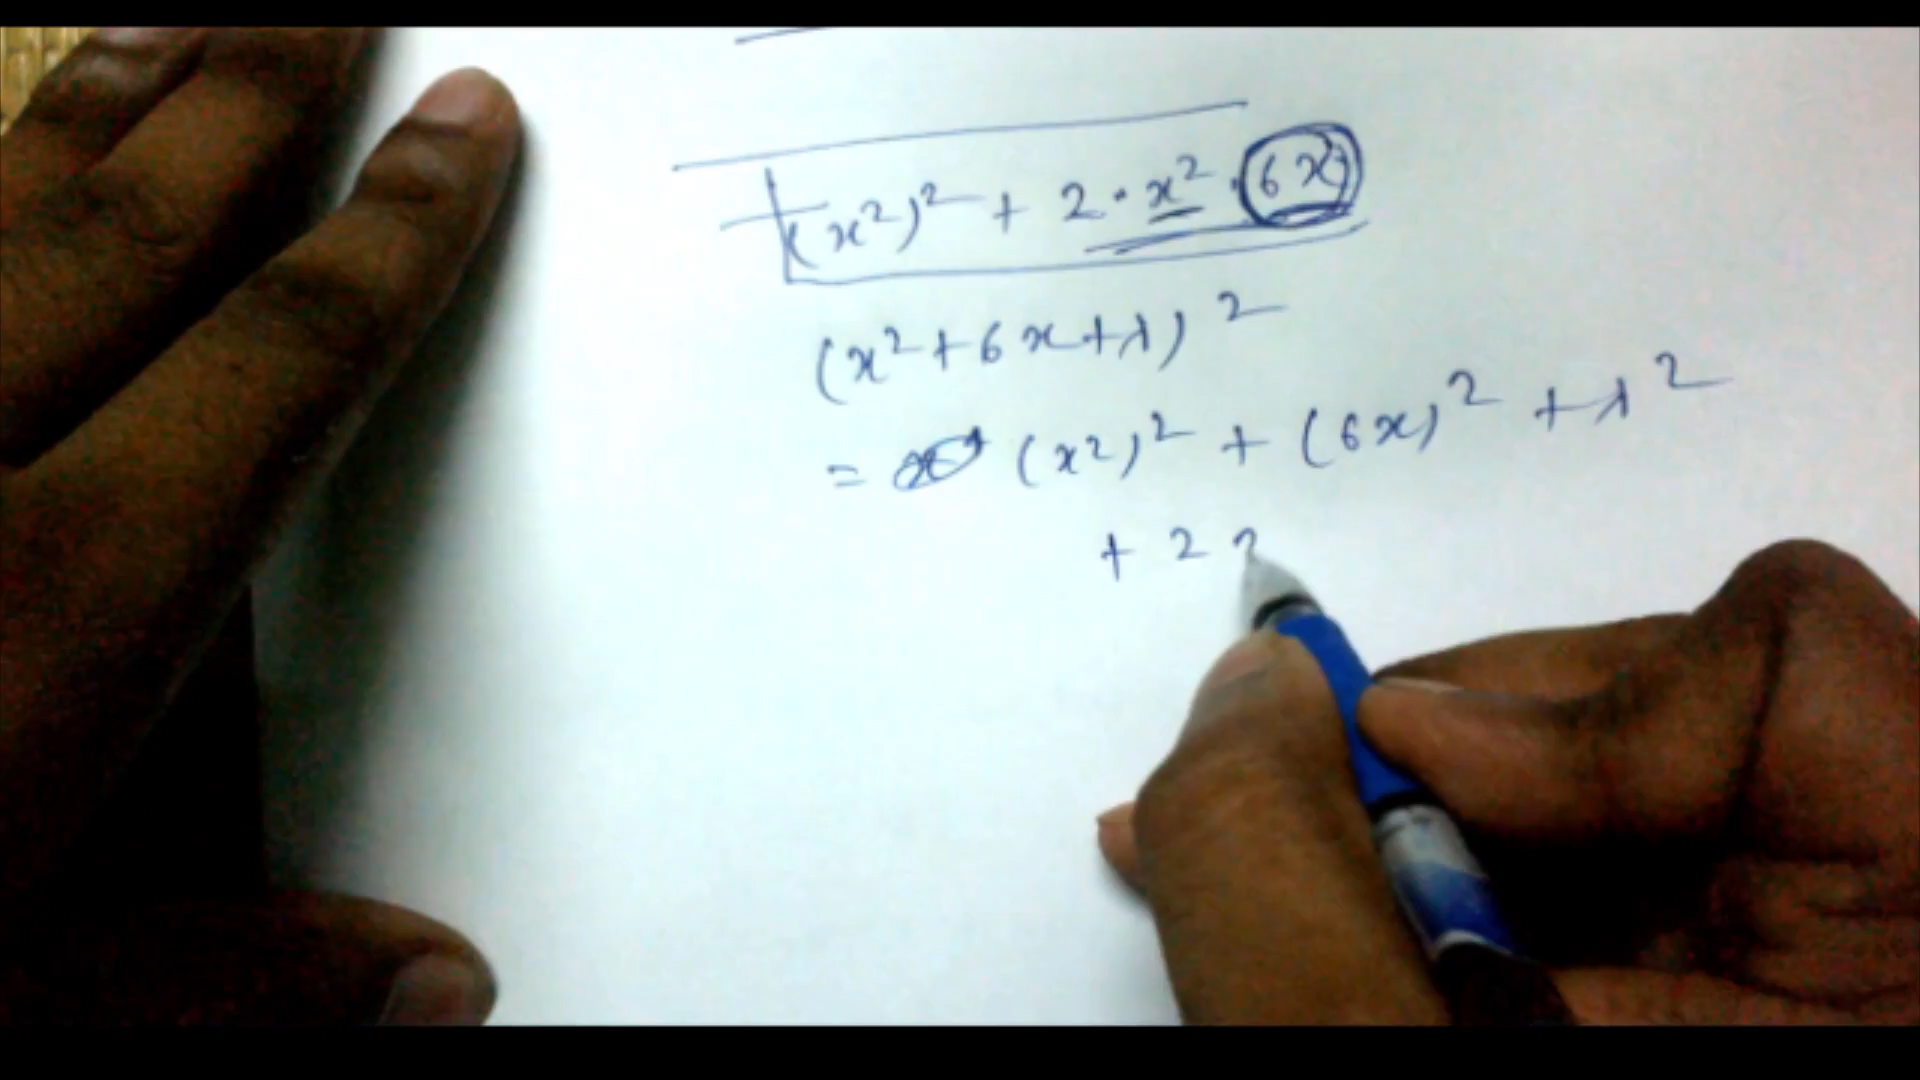 (x²)² + 2 · x² · 6x
(x² + 6x + λ)²
= (x²)² + (6x)² + λ²
+ 2